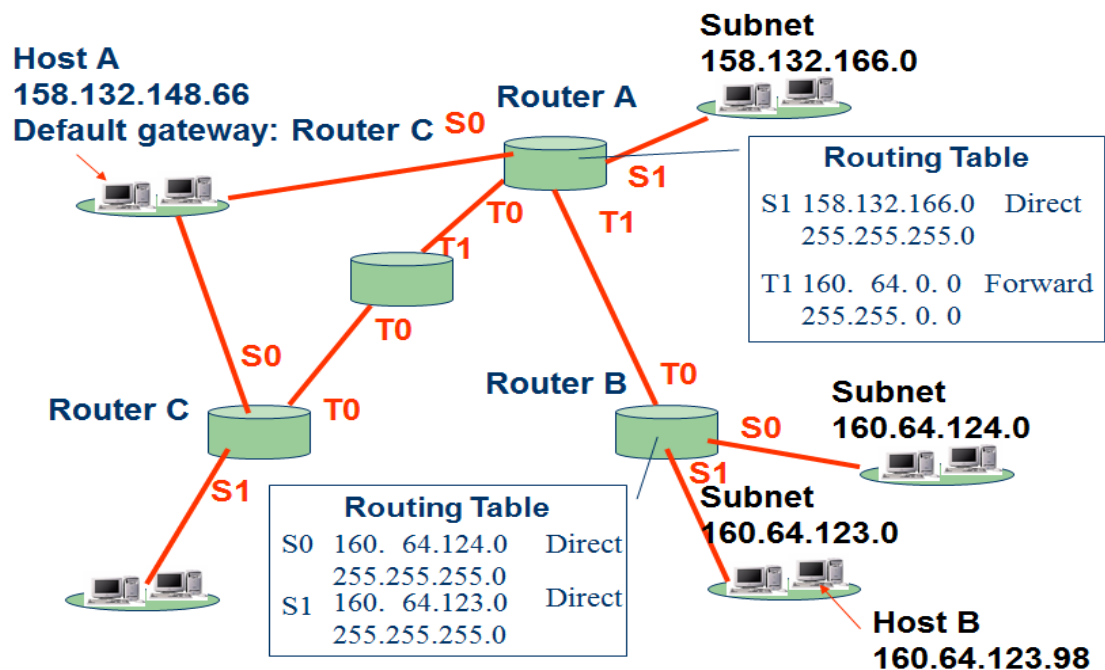 Host A
158.132.148.66
Default gateway: Router C
Subnet
158.132.166.0
Router A
S0
S1
T0
T1
Routing Table
S1 158.132.166.0 Direct
255.255.255.0
T1 160. 64. 0. 0 Forward
255.255. 0. 0
T1
T0
S0
Router C
T0
S1
Router B
T0
S0
S1
Subnet
160.64.124.0
Subnet
160.64.123.0
Routing Table
S0 160. 64.124.0 Direct
255.255.255.0
S1 160. 64.123.0 Direct
255.255.255.0
Host B
160.64.123.98